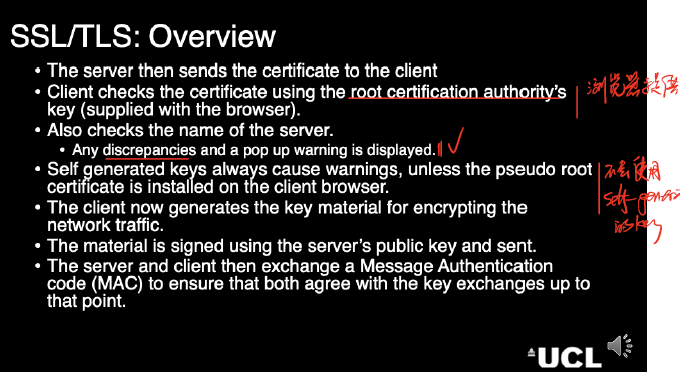 SSL/TLS: Overview
• The server then sends the certificate to the client
• Client checks the certificate using the root certification authority's
key (supplied with the browser).
浏览器提供
• Also checks the name of the server.
• Any discrepancies and a pop up warning is displayed.
• Self generated keys always cause warnings, unless the pseudo root
certificate is installed on the client browser.
使用
self-
的key
• The client now generates the key material for encrypting the
network traffic.
• The material is signed using the server's public key and sent.
• The server and client then exchange a Message Authentication
code (MAC) to ensure that both agree with the key exchanges up to
that point.
UCL